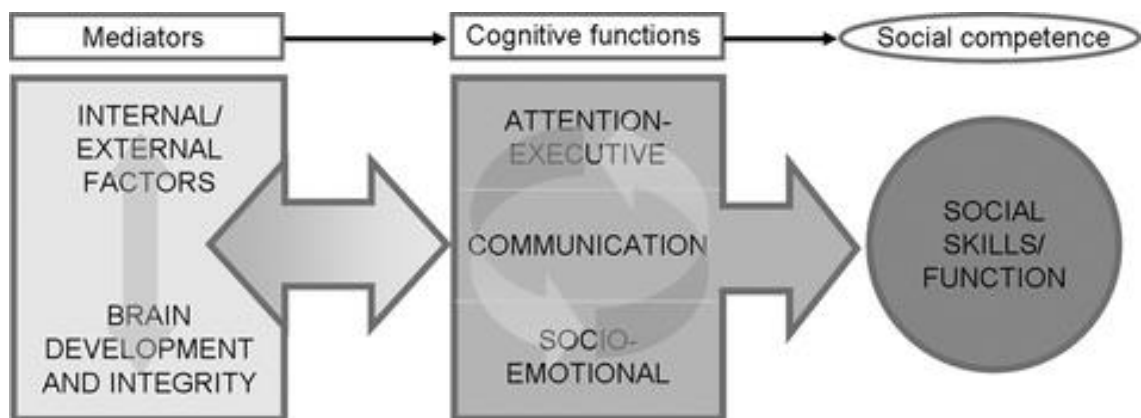 Mediators
Cognitive functions
Social competence
INTERNAL/
EXTERNAL
FACTORS
BRAIN
DEVELOPMENT
AND INTEGRITY
ATTENTION-
EXECUTIVE
COMMUNICATION
SOCIO-
EMOTIONAL
SOCIAL
SKILLS/
FUNCTION